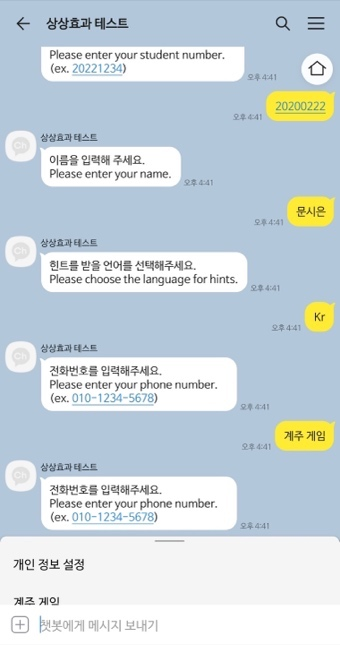 상상효과 테스트
Please enter your student number.
(ex. 20221234)
오후 4:41
20200222
오후 4:41
Ch
상상효과 테스트
이름을 입력해 주세요.
Please enter your name.
오후 4:41
문시은
오후 4:41
Ch
상상효과 테스트
힌트를 받을 언어를 선택해주세요.
Please choose the language for hints.
오후 4:41
Kr
오후 4:41
Ch
상상효과 테스트
전화번호를 입력해주세요.
Please enter your phone number.
(ex. 010-1234-5678)
오후 4:41
계주 게임
오후 4:41
Ch
상상효과 테스트
전화번호를 입력해주세요.
Please enter your phone number.
(ex. 010-1234-5678)
오후 4:41
개인 정보 설정
계주 게임
챗봇에게 메시지 보내기